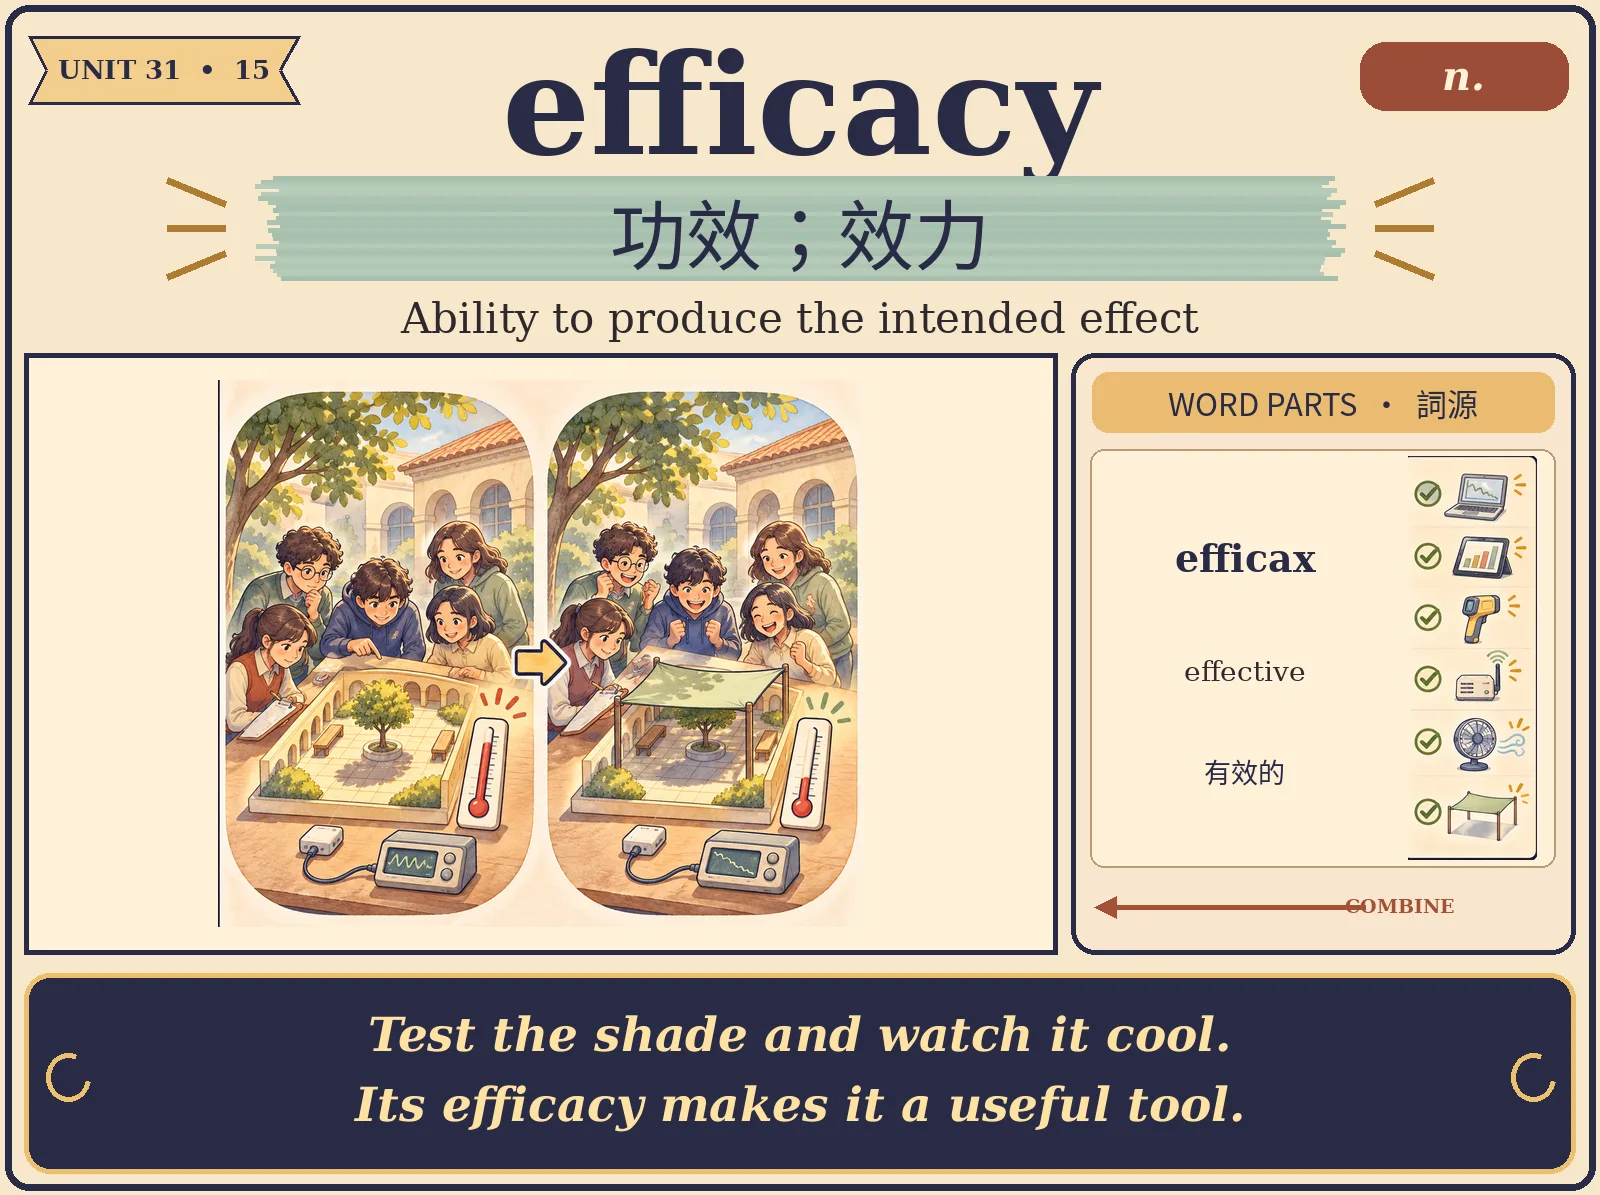 UNIT 31 • 15
efficacy
n.
功效；效力
Ability to produce the intended effect
WORD PARTS • 詞源
efficax
effective
有效的
COMBINE
Test the shade and watch it cool.
Its efficacy makes it a useful tool.